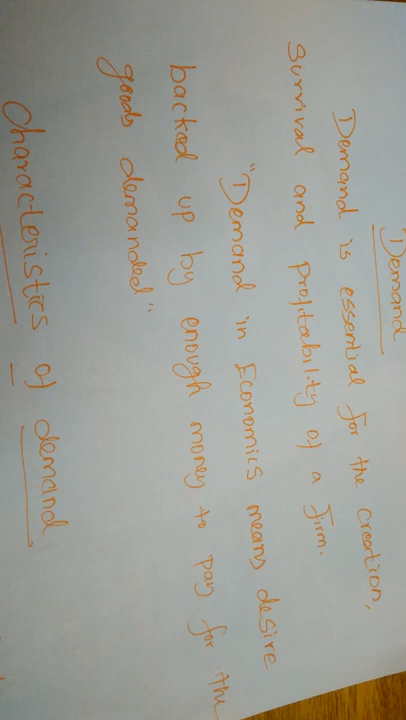 Demand
Demand is essential for the creation,
Survival and Profitability of a firm.
"Demand in Economics means desire
backed up by enough money to pay for the
goods demanded".
Characteristics of demand